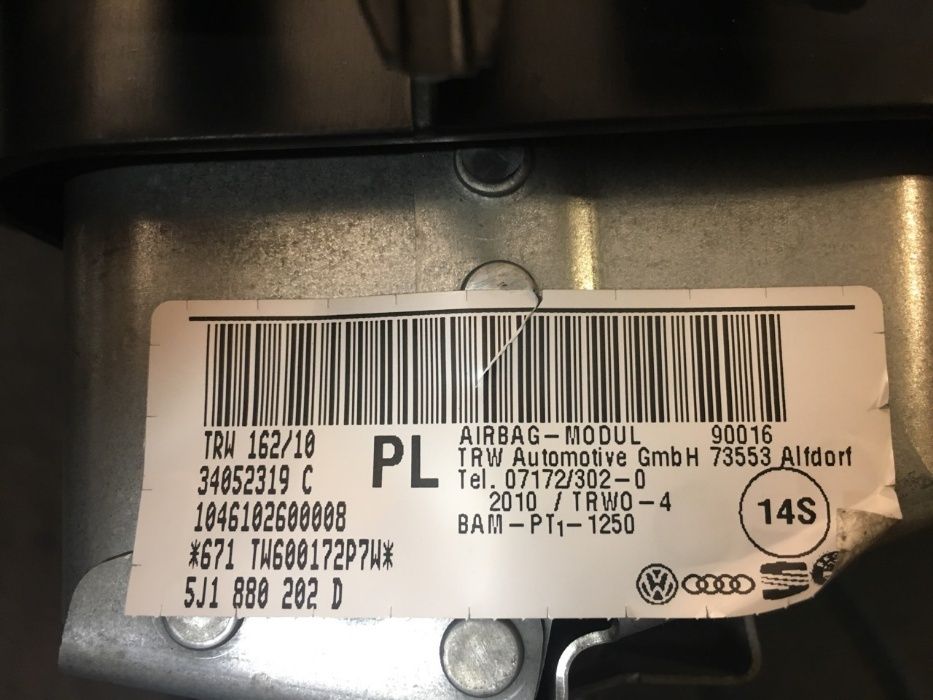 TRW 162/10
34052319 C
1046102600008
*671 TW600172P7W*
5J1 880 202 D
PL
AIRBAG-MODUL 90016
TRW Automotive GmbH 73553 Alfdorf
Tel. 07172/302-0
2010 / TRWO-4
BAM-PT1-1250
14S